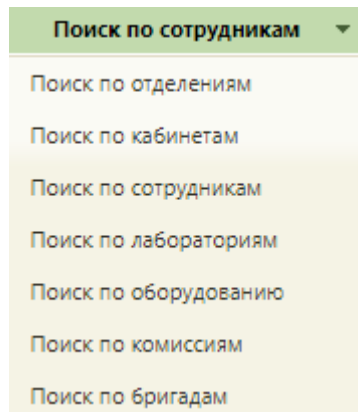 Поиск по сотрудникам
Поиск по отделениям
Поиск по кабинетам
Поиск по сотрудникам
Поиск по лабораториям
Поиск по оборудованию
Поиск по комиссиям
Поиск по бригадам